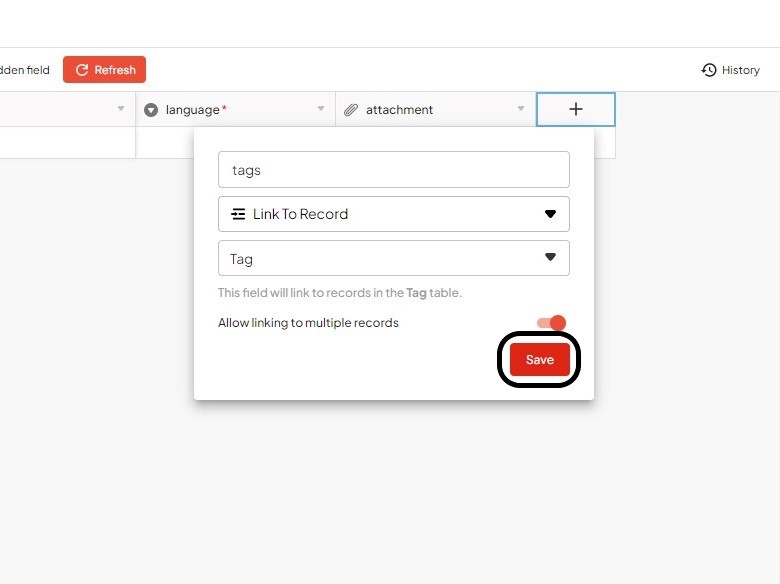 dden field Refresh History
language* attachment +
tags
Link To Record
Tag
This field will link to records in the Tag table.
Allow linking to multiple records
Save